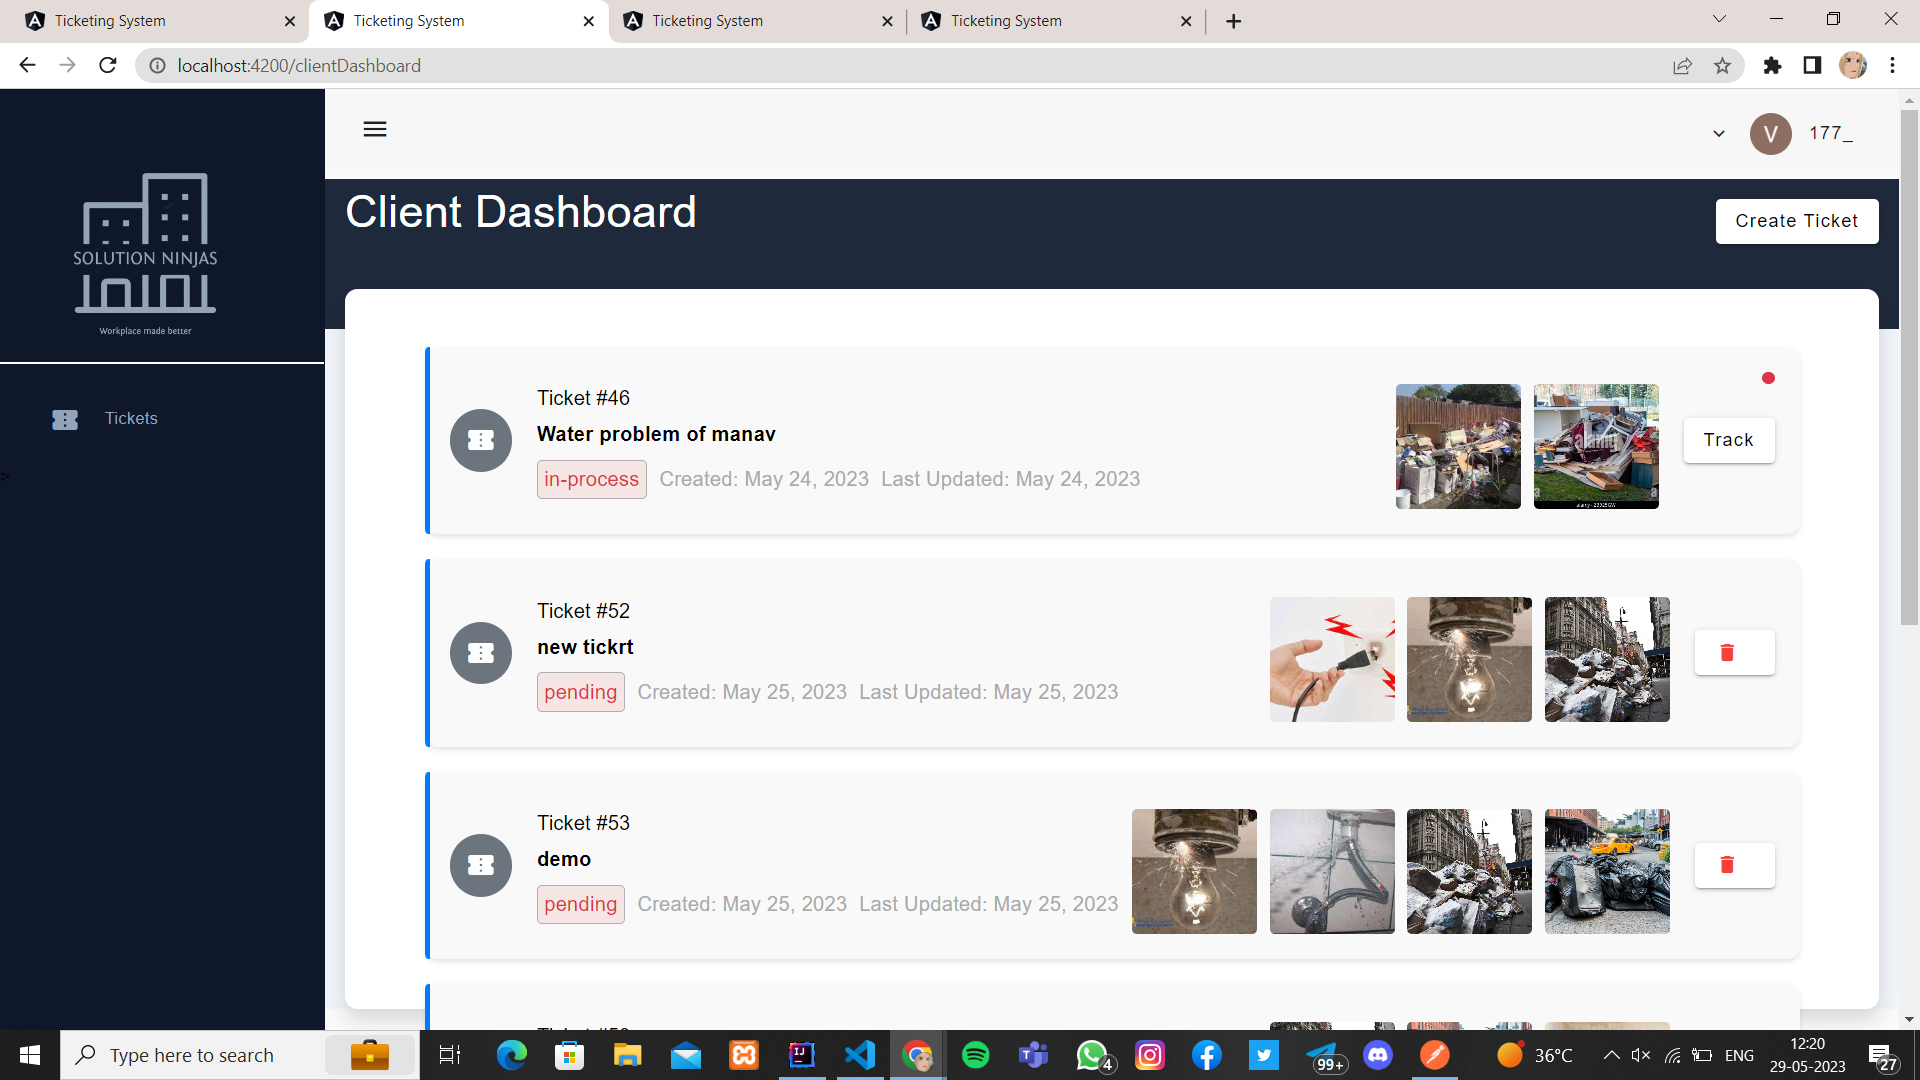 Ticketing System
Ticketing System
Ticketing System
Ticketing System
localhost:4200/clientDashboard
V
177_
SOLUTION NINJAS
Workplace made better
Client Dashboard
Create Ticket
Tickets
>
Ticket #46
Water problem of manav
in-process Created: May 24, 2023 Last Updated: May 24, 2023
alamy
Track
Ticket #52
new tickrt
pending Created: May 25, 2023 Last Updated: May 25, 2023
Ticket #53
demo
pending Created: May 25, 2023 Last Updated: May 25, 2023
Type here to search
4
99+
36°C
ENG
12:20
29-05-2023
27